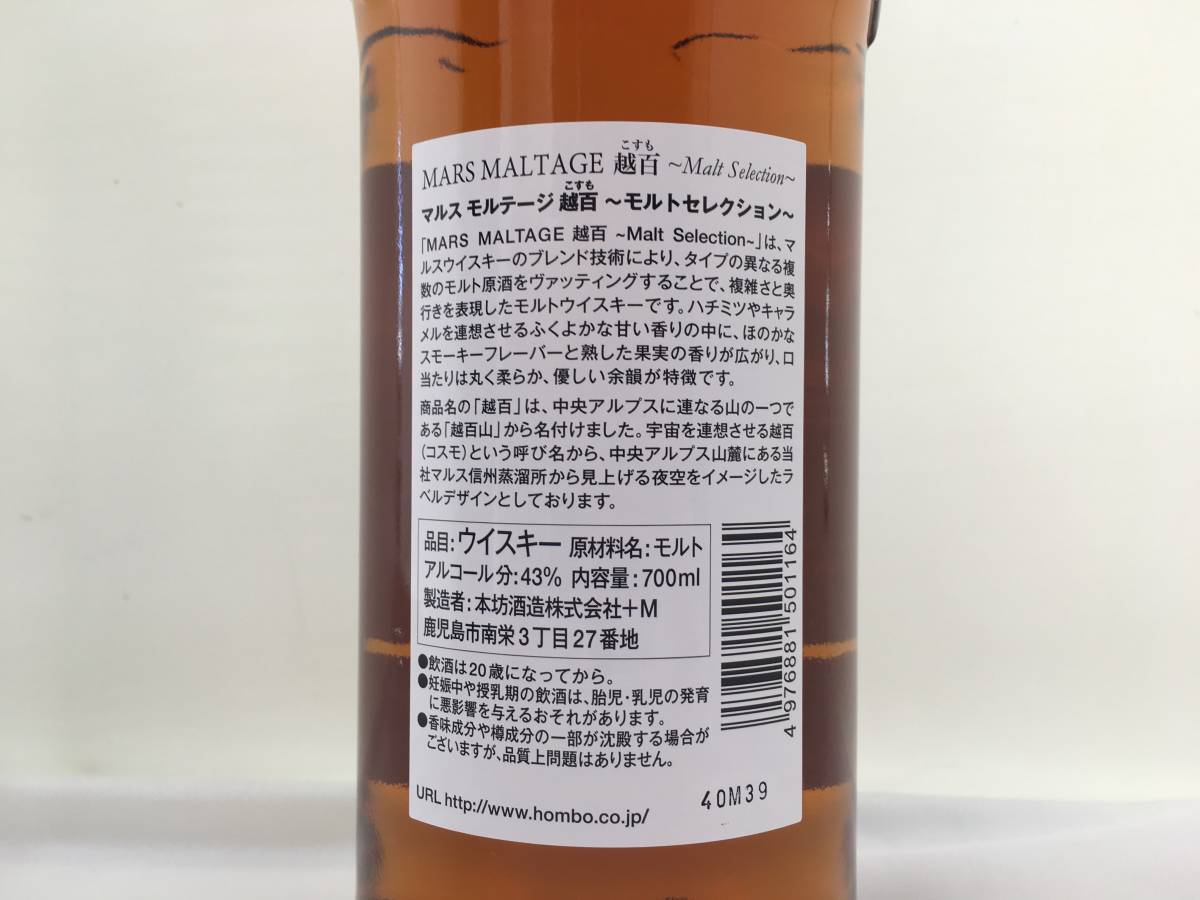 こすも
MARS MALTAGE 越百 ~Malt Selection~
こすも
マルス モルテージ 越百 ～モルトセレクション～
「MARS MALTAGE 越百 ~Malt Selection~」は、マ
ルスウイスキーのブレンド技術により、タイプの異なる複
数のモルト原酒をヴァッティングすることで、複雑さと奥
行きを表現したモルトウイスキーです。ハチミツやキャラ
メルを連想させるふくよかな甘い香りの中に、ほのかな
スモーキーフレーバーと熟した果実の香りが広がり、口
当たりは丸く柔らか、優しい余韻が特徴です。
商品名の「越百」は、中央アルプスに連なる山の一つで
ある「越百山」から名付けました。宇宙を連想させる越百
（コスモ）という呼び名から、中央アルプス山麓にある当
社マルス信州蒸溜所から見上げる夜空をイメージしたラ
ベルデザインとしております。
品目：ウイスキー 原材料名：モルト
アルコール分：43% 内容量：700ml
製造者：本坊酒造株式会社+M
鹿児島市南栄3丁目27番地
●飲酒は20歳になってから。
●妊娠中や授乳期の飲酒は、胎児・乳児の発育
に悪影響を与えるおそれがあります。
●香味成分や樽成分の一部が沈殿する場合が
ございますが、品質上問題はありません。
4 976881 501164
URL http://www.hombo.co.jp/
40M39